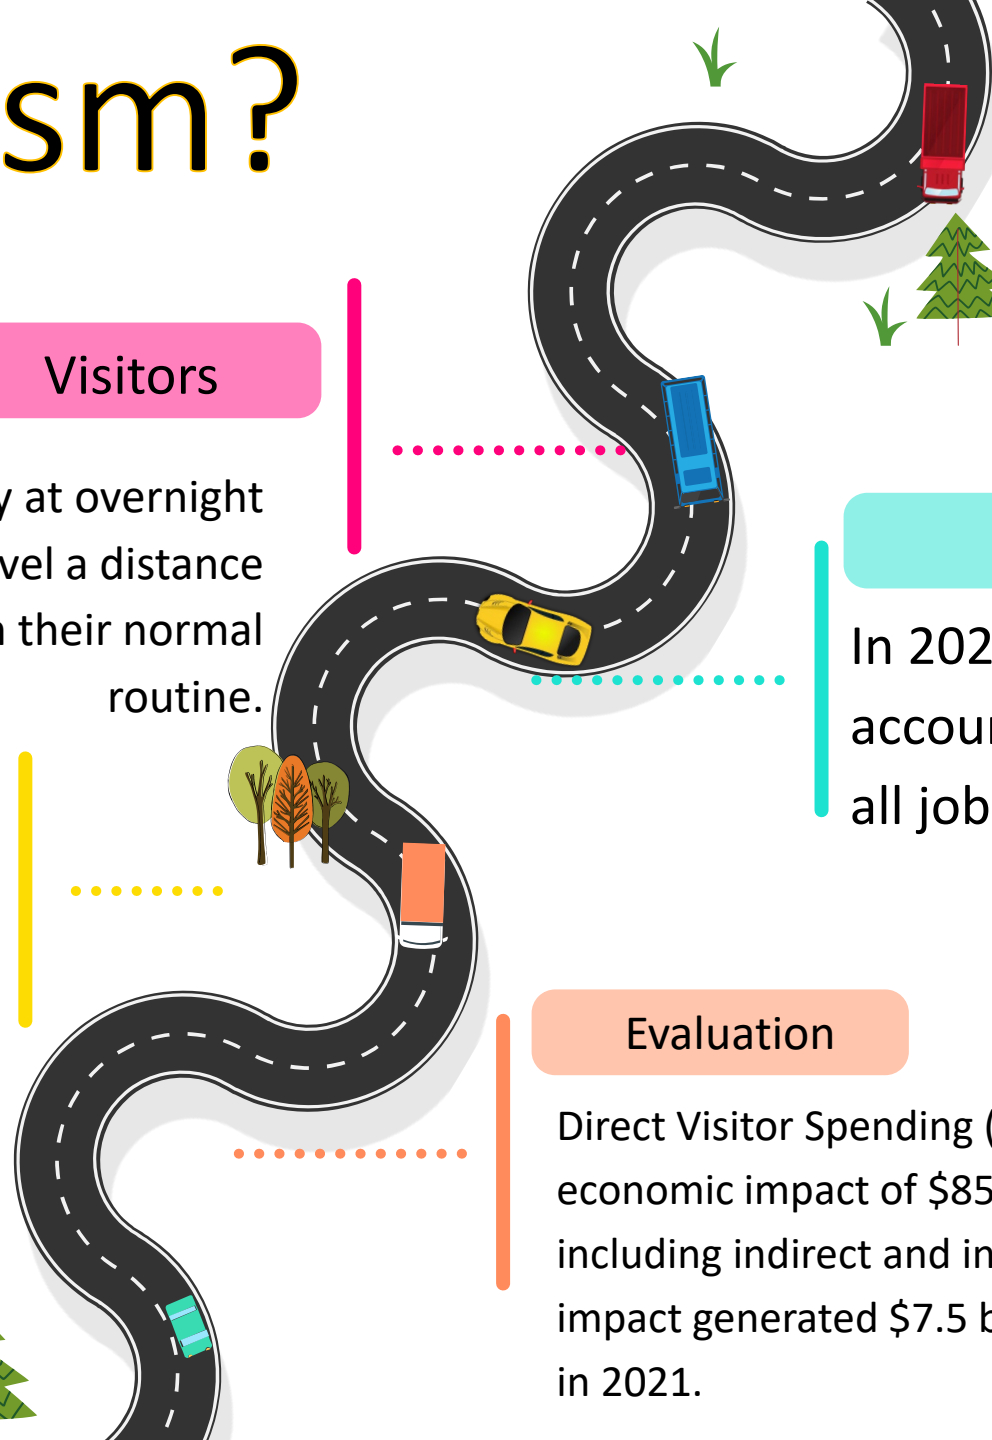 sm?
Visitors
y at overnight
vel a distance
their normal
routine.
In 202
accou
all job
Evaluation
Direct Visitor Spending (
economic impact of $85
including indirect and in
impact generated $7.5 b
in 2021.